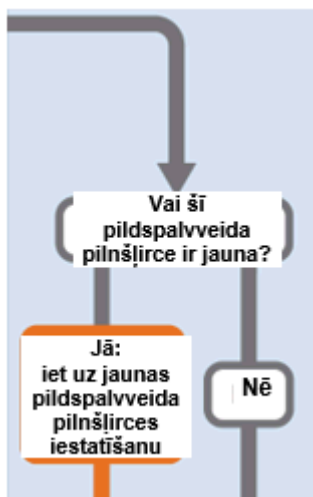 Vai šī
pildspalvveida
pilnšļirce ir jauna?
Jā:
iet uz jaunas
pildspalvveida
pilnšļirces
iestatīšanu
Nē